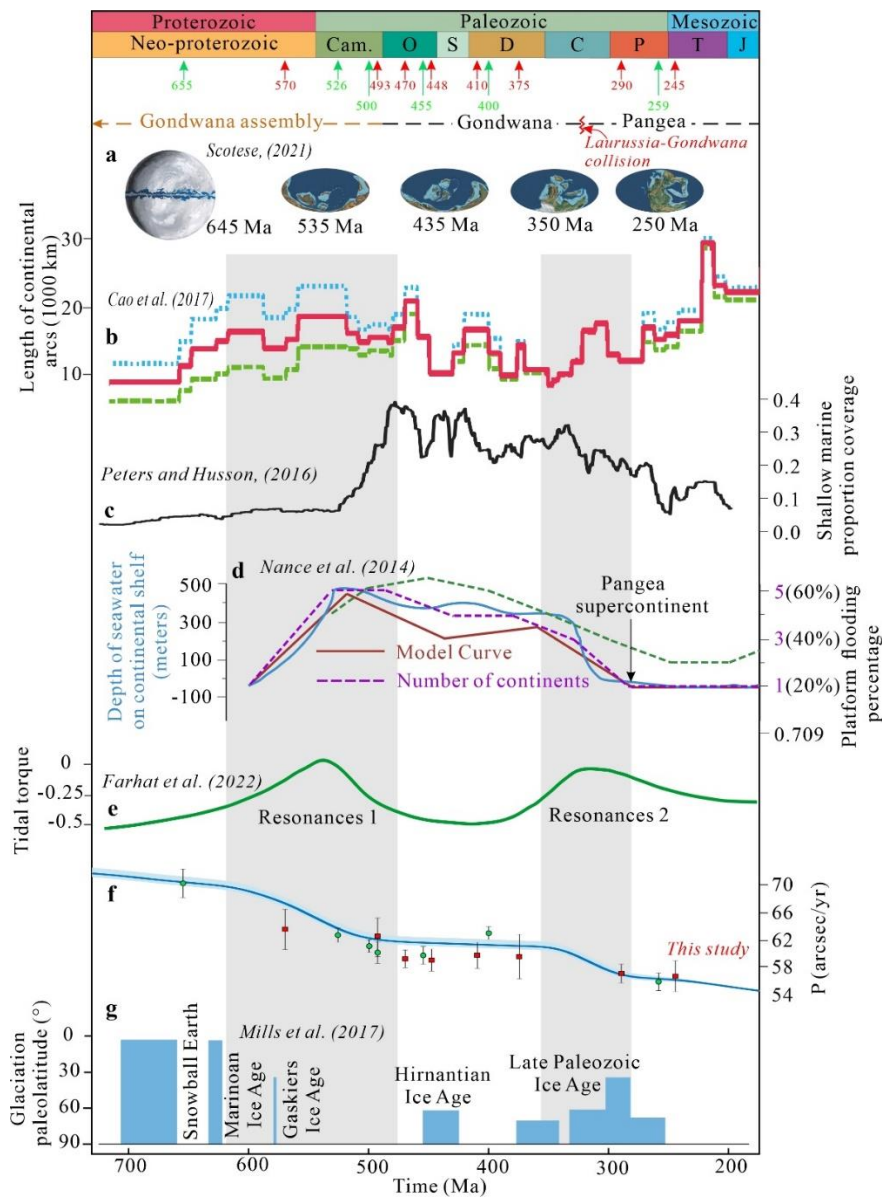 Proterozoic Paleozoic Mesozoic
Neo-proterozoic Cam. O S D C P T J
655 570 526 500 493 470 455 448 410 400 375 290 259 245
Gondwana assembly Gondwana Pangea
Laurussia-Gondwana
collision
a Scotese, (2021)
645 Ma 535 Ma 435 Ma 350 Ma 250 Ma
Length of continental
arcs (1000 km)
30
20
10
Cao et al. (2017)
b
Peters and Husson, (2016)
c
0.4
0.3
0.2
0.1
0.0
Shallow marine
proportion coverage
d Nance et al. (2014)
Depth of seawater
on continental shelf
(meters)
500
300
100
-100
Model Curve
Number of continents
Pangea
supercontinent
5(60%)
3(40%)
1(20%)
0.709
Platform flooding
percentage
Tidal torque
0
-0.25
-0.5
Farhat et al. (2022)
e
Resonances 1 Resonances 2
f
This study
70
66
62
58
54
P (arcsec/yr)
g
Mills et al. (2017)
Glaciation
paleolatitude (°)
0
30
60
90
Snowball Earth
Marinoan
Ice Age
Gaskiers
Ice Age
Hirnantian
Ice Age
Late Paleozoic
Ice Age
700 600 500 400 300 200
Time (Ma)